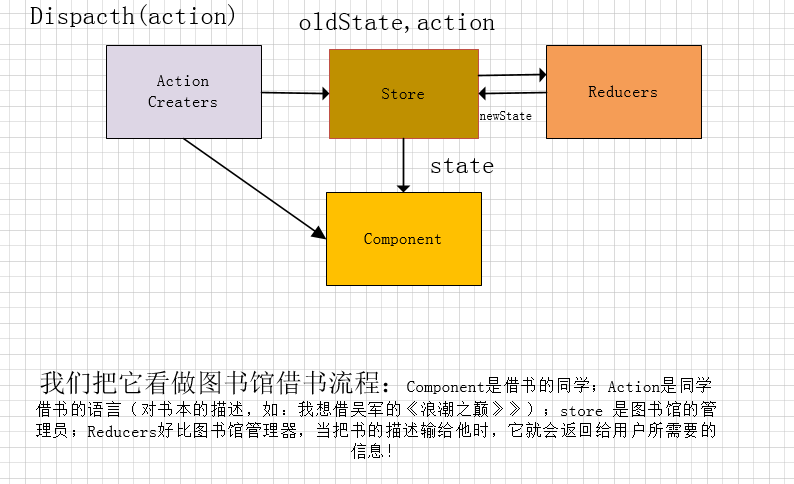 Dispacth(action)
oldState,action
Action
Creaters
Store
Reducers
newState
state
Component
我们把它看做图书馆借书流程：Component是借书的同学；Action是同学
借书的语言（对书本的描述，如：我想借吴军的《浪潮之巅》》）；store 是图书馆的管
理员；Reducers好比图书馆管理器，当把书的描述输给他时，它就会返回给用户所需要的
信息！